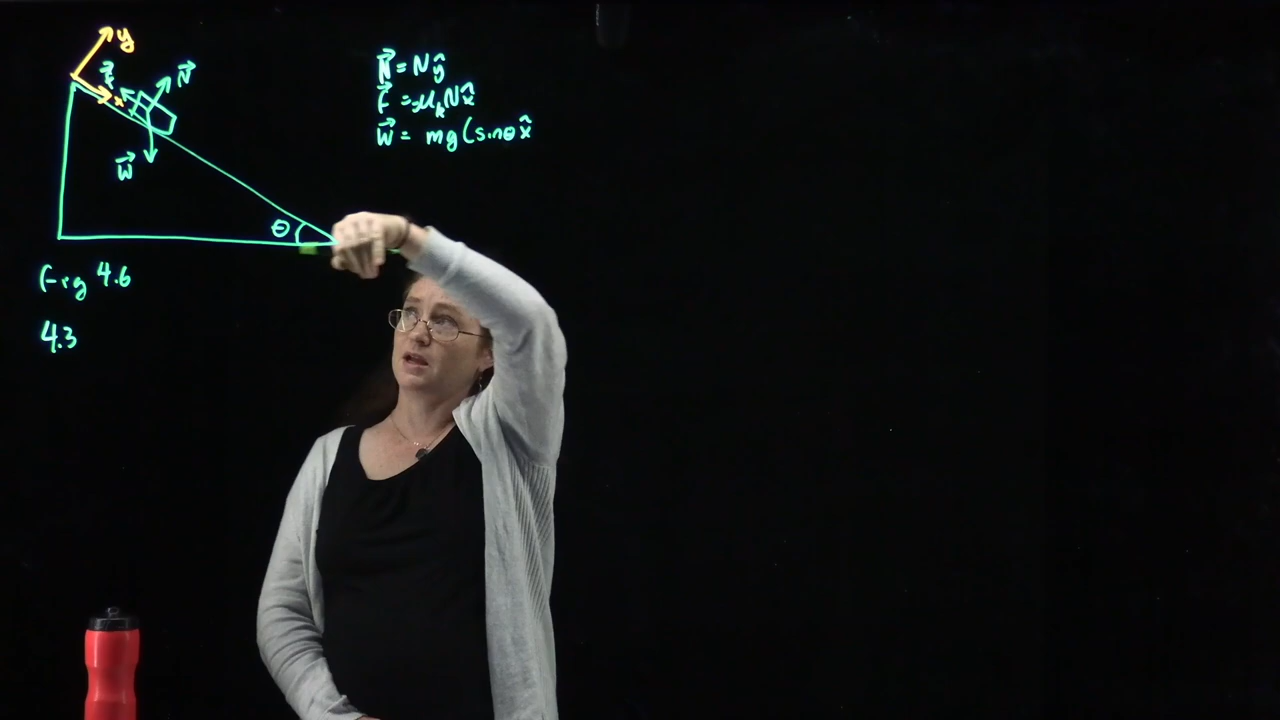 y
x
f⃗
N⃗
W⃗
θ
N⃗ = N ŷ
f⃗ = -μₖ N x̂
W⃗ = mg (sinθ x̂
Fig 4.6
4.3